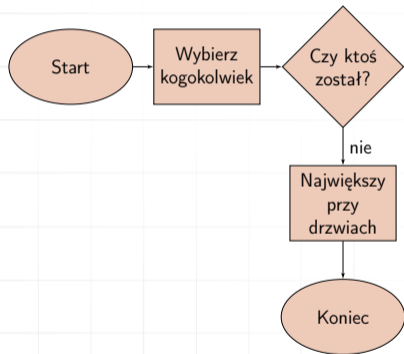 Start
Wybierz
kogokolwiek
Czy ktoś
został?
nie
Największy
przy
drzwiach
Koniec